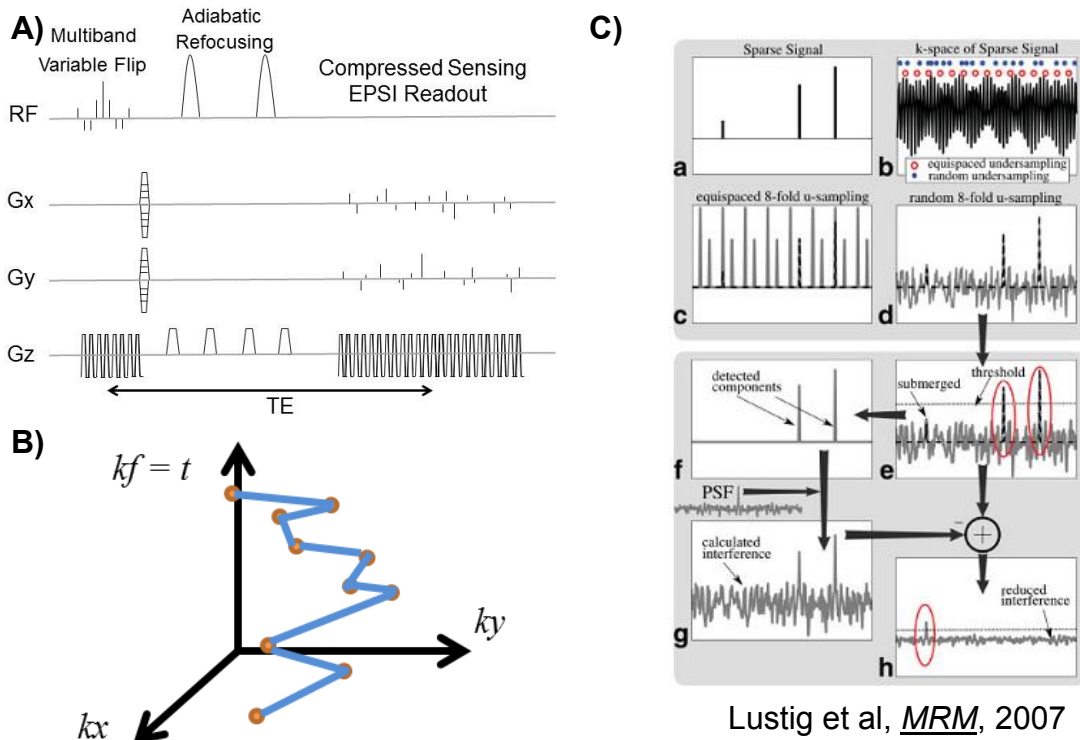 A)
Multiband
Variable Flip
Adiabatic
Refocusing
Compressed Sensing
EPSI Readout
RF
Gx
Gy
Gz
TE
B)
kf = t
ky
kx
C)
Sparse Signal
k-space of Sparse Signal
a
b
equispaced undersampling
random undersampling
equispaced 8-fold u-sampling
random 8-fold u-sampling
c
d
detected
components
f
submerged
threshold
e
PSF
calculated
interference
g
− +
reduced
interference
h
Lustig et al, MRM, 2007